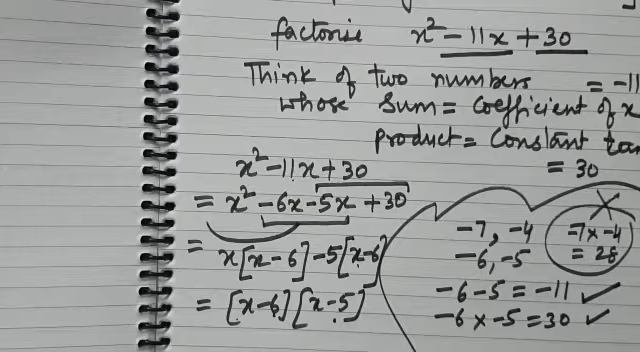 factorise x² - 11x + 30
Think of two numbers = -11
whose Sum = Coefficient of x
product = Constant
= 30
x² - 11x + 30
= x² - 6x - 5x + 30
= x[x-6] - 5[x-6]
= [x-6][x-5]
-7, -4
-6, -5
-6 - 5 = -11 ✓
-6 x -5 = 30 ✓
X
-7 x -4
= 28